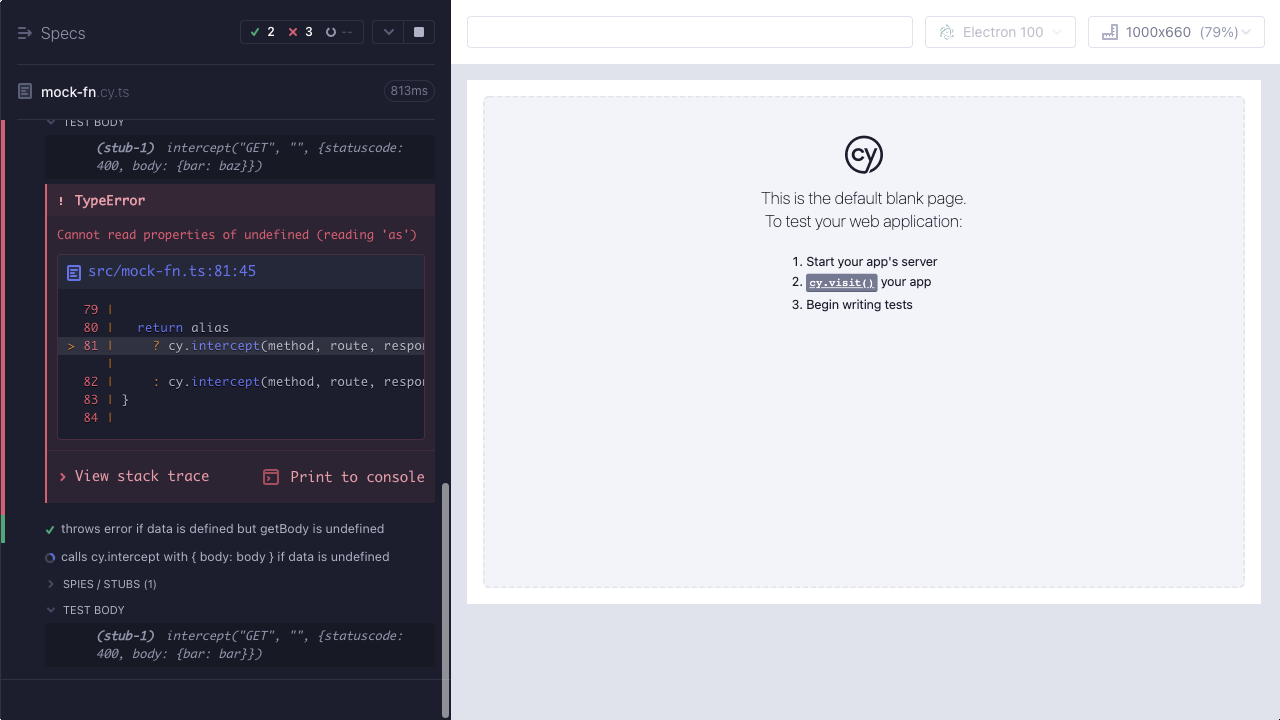 Specs
2
3
--
mock-fn.cy.ts
813ms
TEST BODY
(stub-1) intercept("GET", "", {statuscode:
400, body: {bar: baz}})
! TypeError
Cannot read properties of undefined (reading 'as')
src/mock-fn.ts:81:45
79 |
80 |   return alias
> 81 |     ? cy.intercept(method, route, respon
|
82 |     : cy.intercept(method, route, respon
83 | }
84 |
View stack trace
Print to console
throws error if data is defined but getBody is undefined
calls cy.intercept with { body: body } if data is undefined
SPIES / STUBS (1)
TEST BODY
(stub-1) intercept("GET", "", {statuscode:
400, body: {bar: bar}})
Electron 100
1000x660 (79%)
cy
This is the default blank page.
To test your web application:
1. Start your app's server
2. cy.visit() your app
3. Begin writing tests